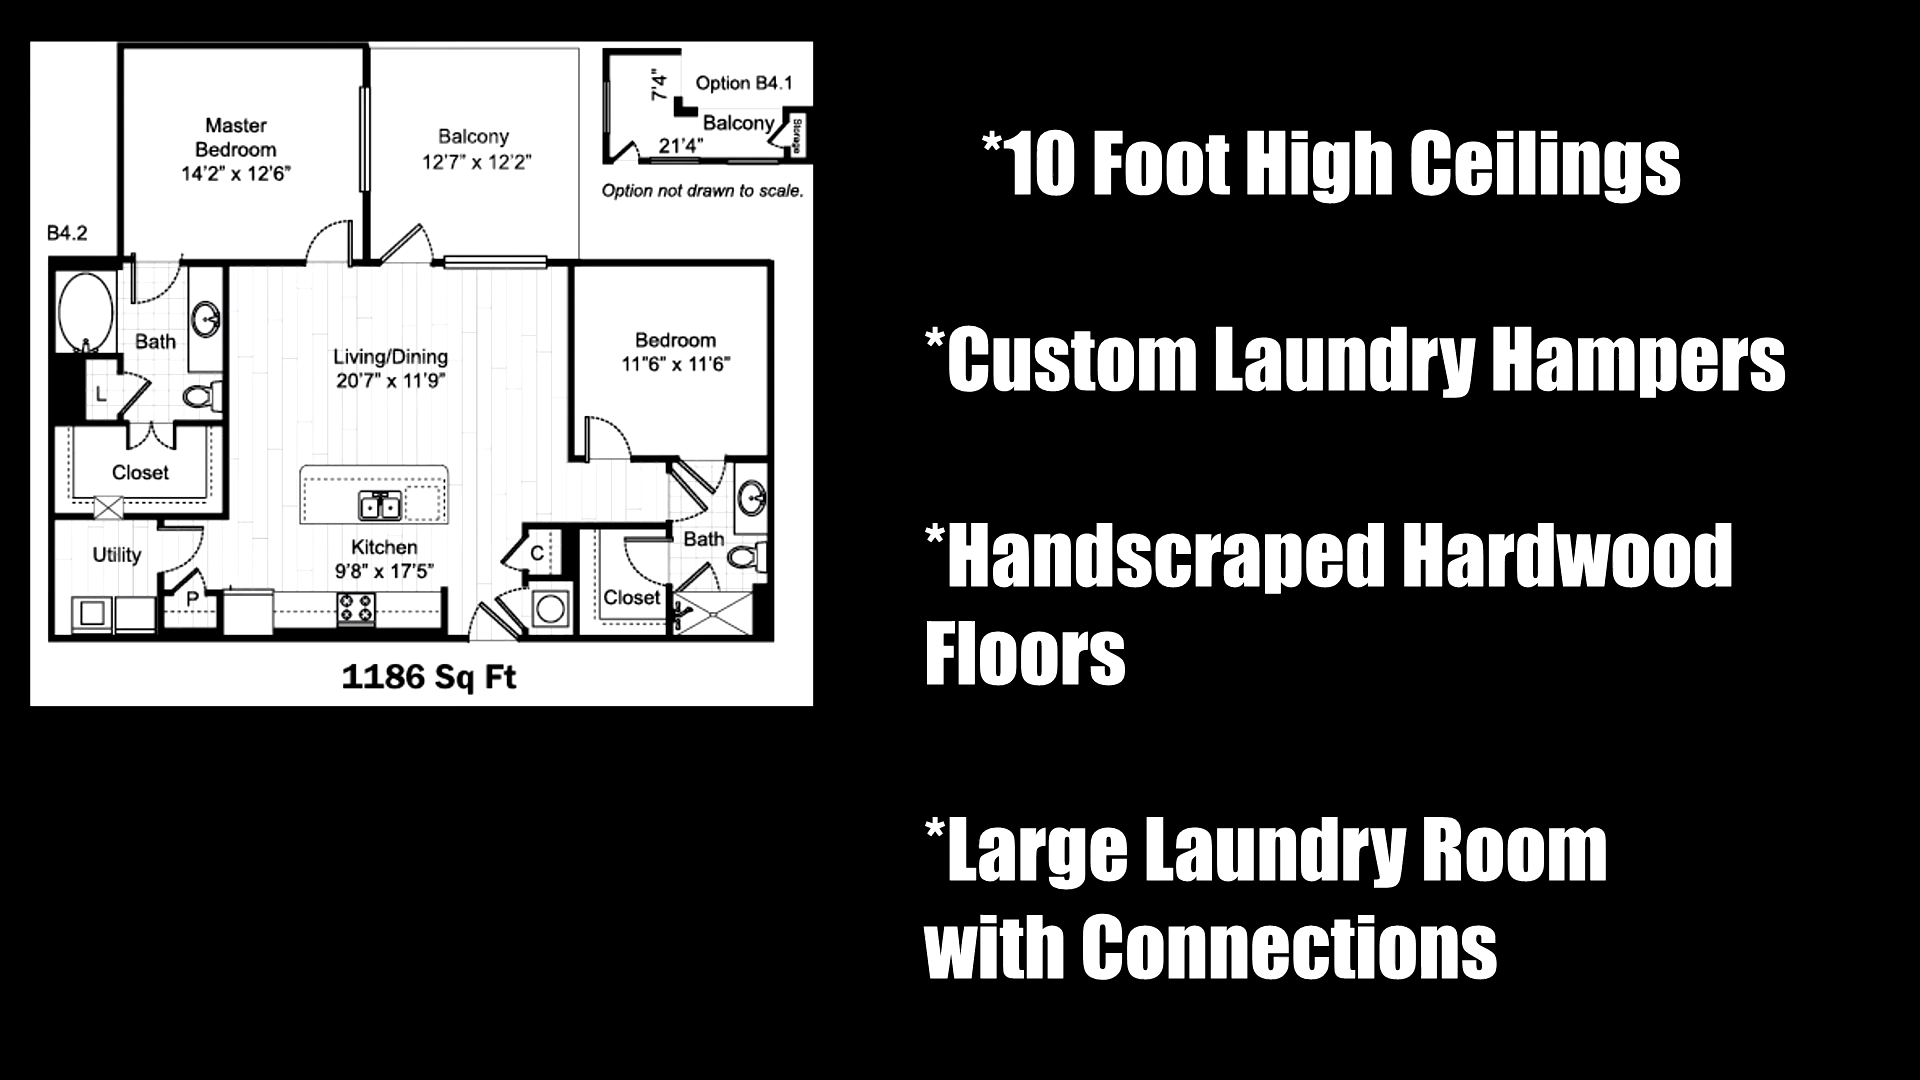 Master
Bedroom
14'2" x 12'6"
Balcony
12'7" x 12'2"
7'4"
Option B4.1
Balcony
Storage
21'4"
Option not drawn to scale.
B4.2
Bath
L
Living/Dining
20'7" x 11'9"
Bedroom
11"6" x 11'6"
Closet
Utility
P
Kitchen
9'8" x 17'5"
C
Bath
Closet
1186 Sq Ft
*10 Foot High Ceilings
*Custom Laundry Hampers
*Handscraped Hardwood
Floors
*Large Laundry Room
with Connections